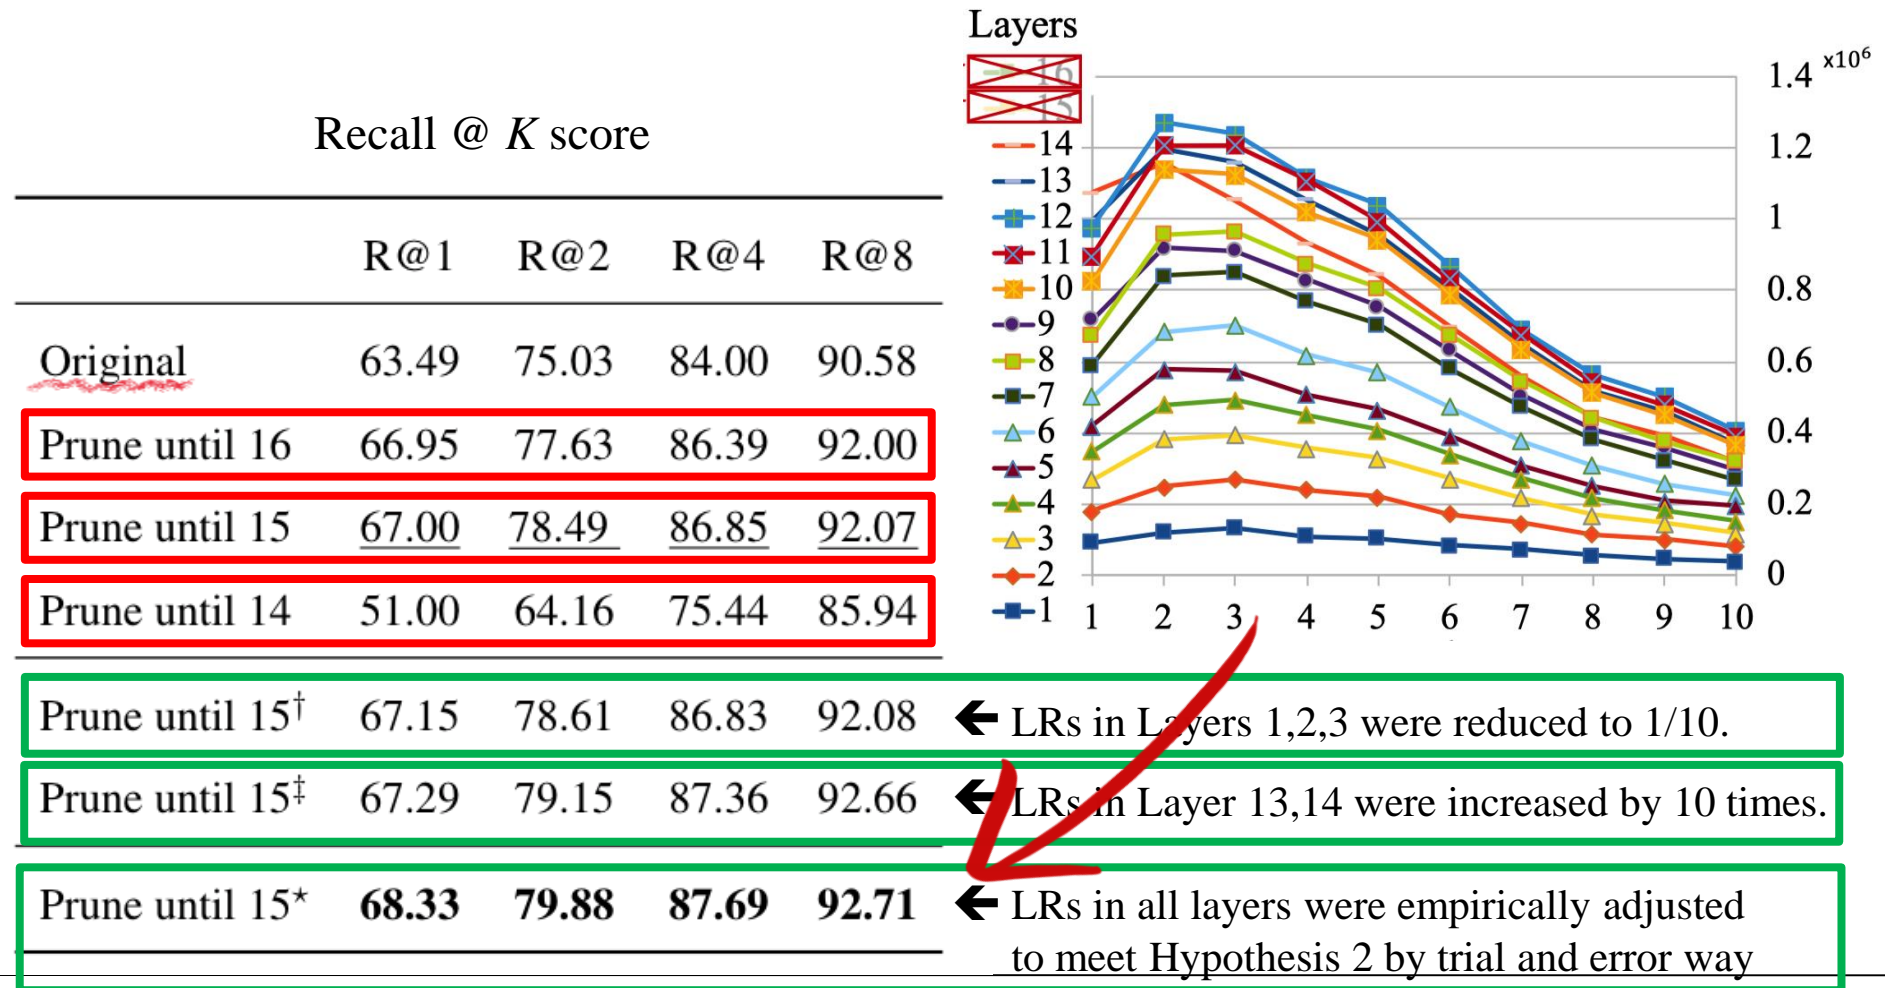 Recall @ K score
R@1 R@2 R@4 R@8
Original 63.49 75.03 84.00 90.58
Prune until 16 66.95 77.63 86.39 92.00
Prune until 15 67.00 78.49 86.85 92.07
Prune until 14 51.00 64.16 75.44 85.94
Prune until 15† 67.15 78.61 86.83 92.08
Prune until 15‡ 67.29 79.15 87.36 92.66
Prune until 15⋆ 68.33 79.88 87.69 92.71
Layers
16
15
14
13
12
11
10
9
8
7
6
5
4
3
2
1
x10⁶
1.4
1.2
1
0.8
0.6
0.4
0.2
0
1 2 3 4 5 6 7 8 9 10
🡸 LRs in Layers 1,2,3 were reduced to 1/10.
🡸 LRs in Layer 13,14 were increased by 10 times.
🡸 LRs in all layers were empirically adjusted
to meet Hypothesis 2 by trial and error way